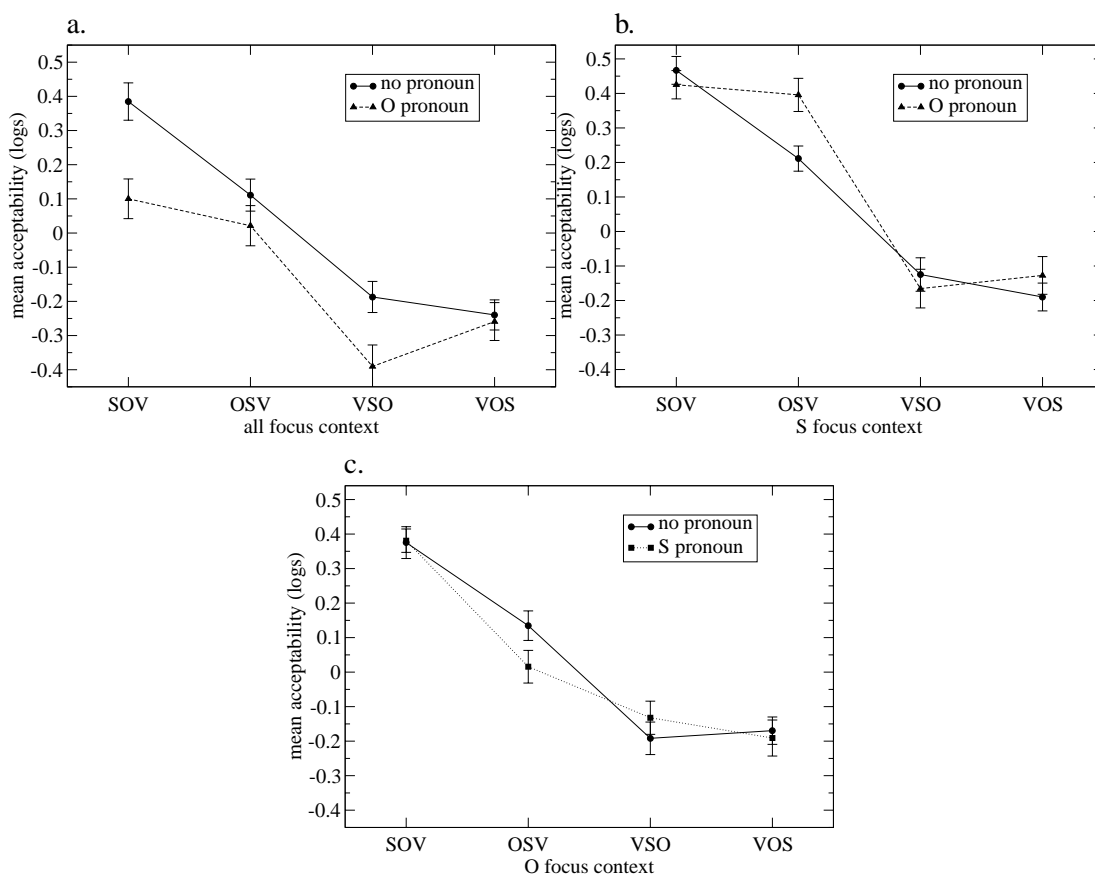 a.
mean acceptability (logs)
0.5
0.4
0.3
0.2
0.1
0
-0.1
-0.2
-0.3
-0.4
no pronoun
O pronoun
SOV OSV VSO VOS
all focus context
b.
mean acceptability (logs)
0.5
0.4
0.3
0.2
0.1
0
-0.1
-0.2
-0.3
-0.4
no pronoun
O pronoun
SOV OSV VSO VOS
S focus context
c.
mean acceptability (logs)
0.5
0.4
0.3
0.2
0.1
0
-0.1
-0.2
-0.3
-0.4
no pronoun
S pronoun
SOV OSV VSO VOS
O focus context